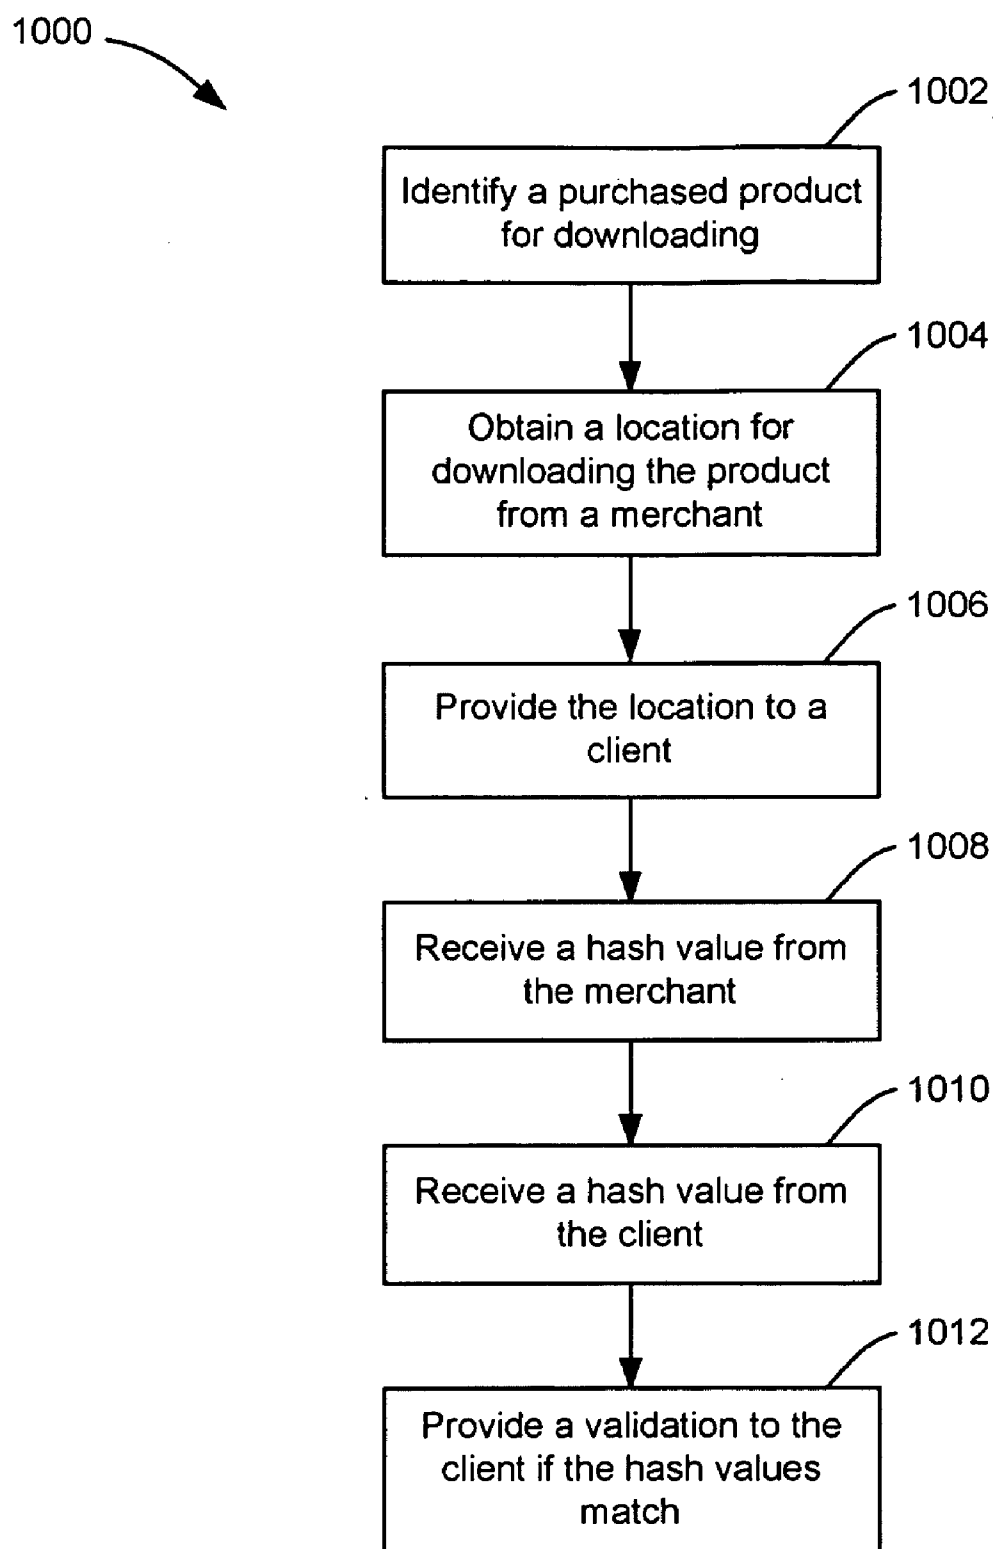 1000
1002
Identify a purchased product
for downloading
1004
Obtain a location for
downloading the product
from a merchant
1006
Provide the location to a
client
1008
Receive a hash value from
the merchant
1010
Receive a hash value from
the client
1012
Provide a validation to the
client if the hash values
match